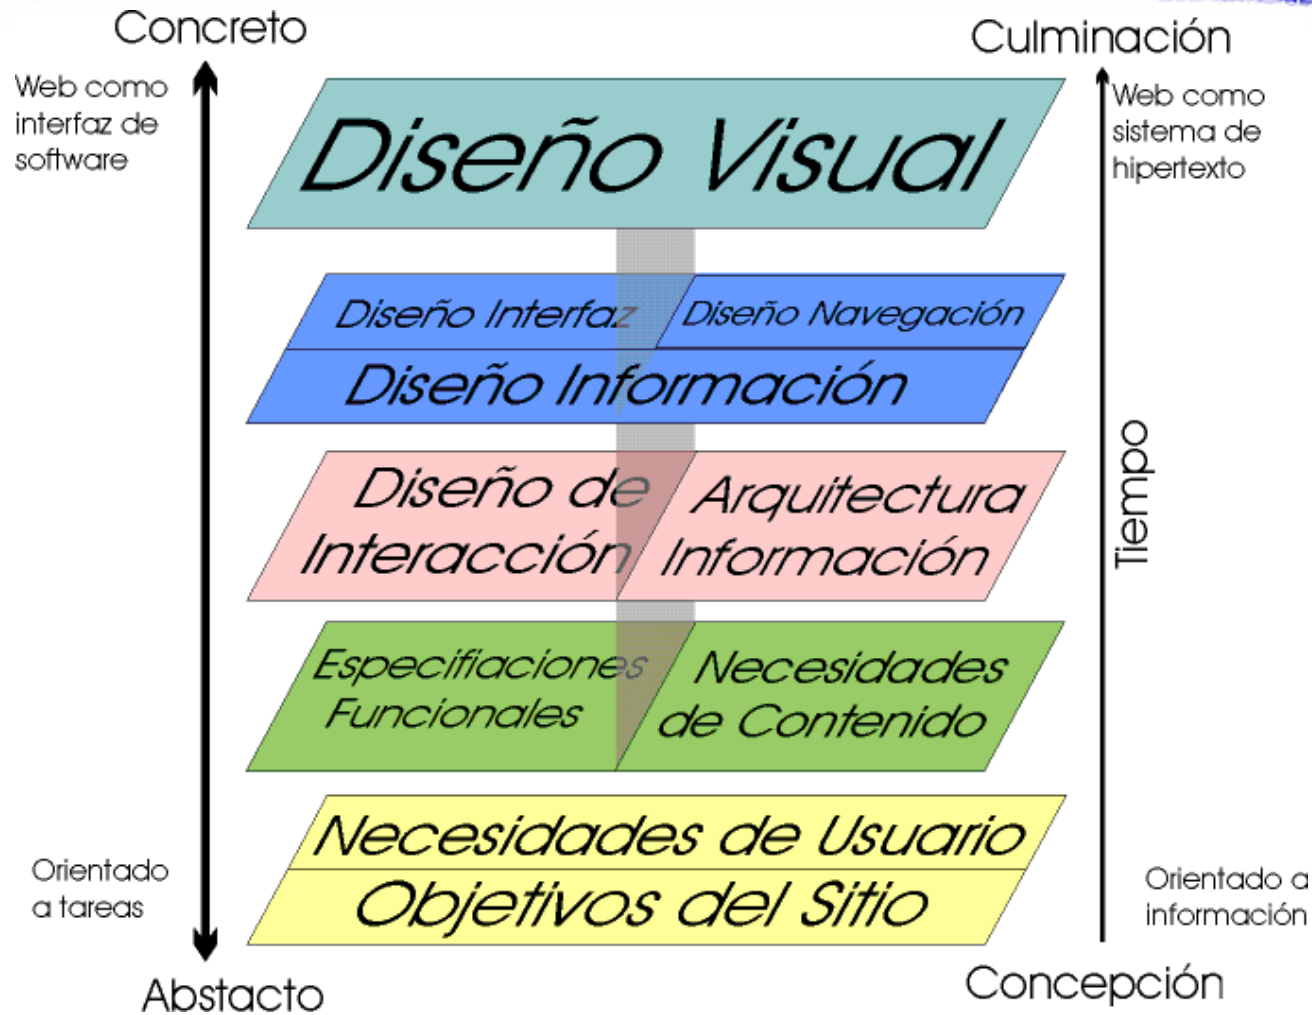 Concreto
Culminación
Web como
interfaz de
software
Web como
sistema de
hipertexto
Diseño Visual
Diseño Interfaz
Diseño Navegación
Diseño Información
Diseño de
Interacción
Arquitectura
Información
Tiempo
Especifiaciones
Funcionales
Necesidades
de Contenido
Necesidades de Usuario
Objetivos del Sitio
Orientado
a tareas
Orientado a
información
Abstacto
Concepción